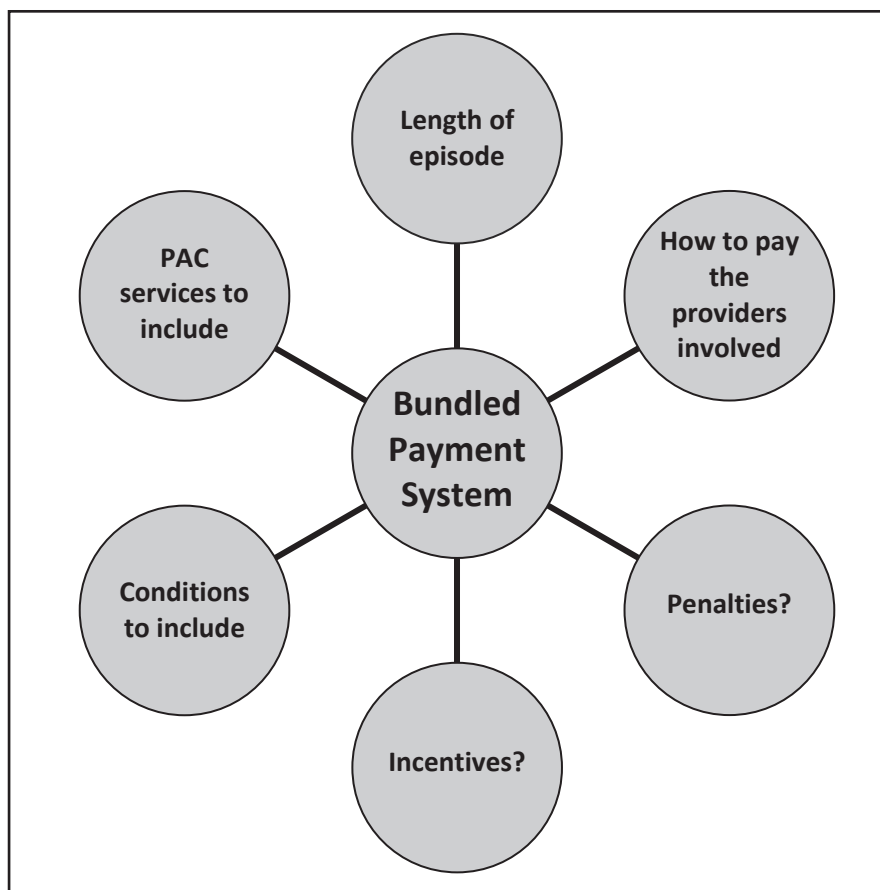 Length of
episode
How to pay
the
providers
involved
PAC
services to
include
Bundled
Payment
System
Conditions
to include
Penalties?
Incentives?